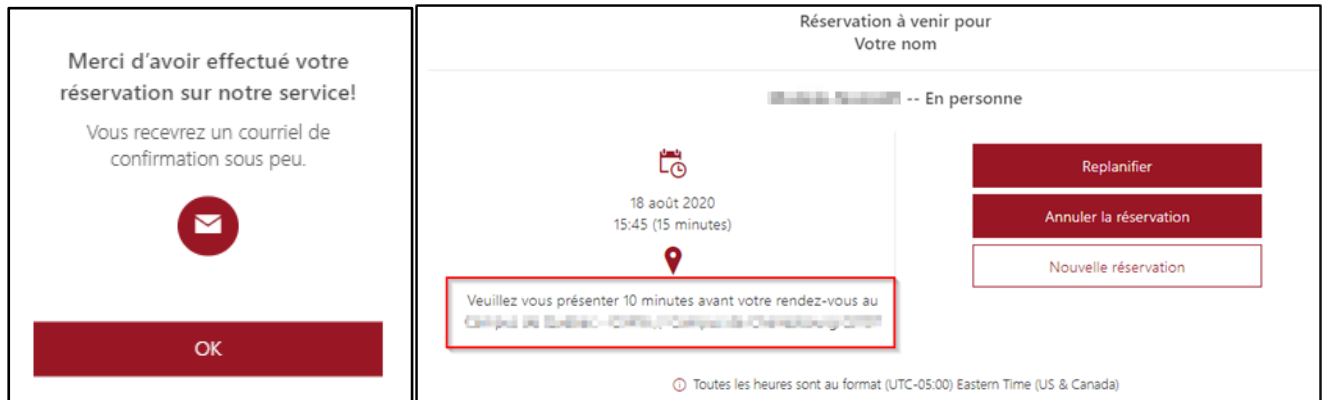 Merci d'avoir effectué votre
réservation sur notre service!
Vous recevrez un courriel de
confirmation sous peu.
OK
Réservation à venir pour
Votre nom
-- En personne
18 août 2020
15:45 (15 minutes)
Veuillez vous présenter 10 minutes avant votre rendez-vous au
Replanifier
Annuler la réservation
Nouvelle réservation
Toutes les heures sont au format (UTC-05:00) Eastern Time (US & Canada)